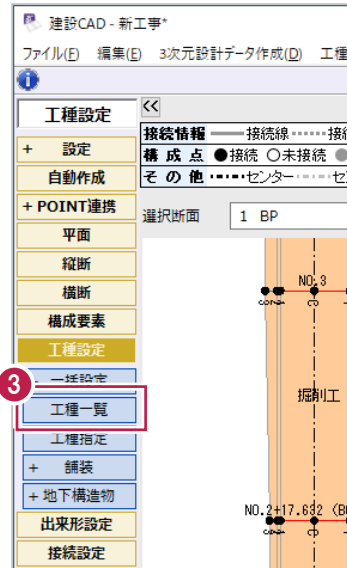 建設CAD - 新工事*
ファイル(F) 編集(E) 3次元設計データ作成(D) 工種
工種設定
<<
+ 設定
自動作成
+ POINT連携
平面
縦断
横断
構成要素
工種設定
一括設定
3
工種一覧
工種指定
+ 舗装
+ 地下構造物
出来形設定
接続設定
接続情報 接続線 接続
構成点 ●接続 ○未接続
その他 センター セ
選択断面 1 BP
NO.3
掘削工
NO.2+17.632 (B